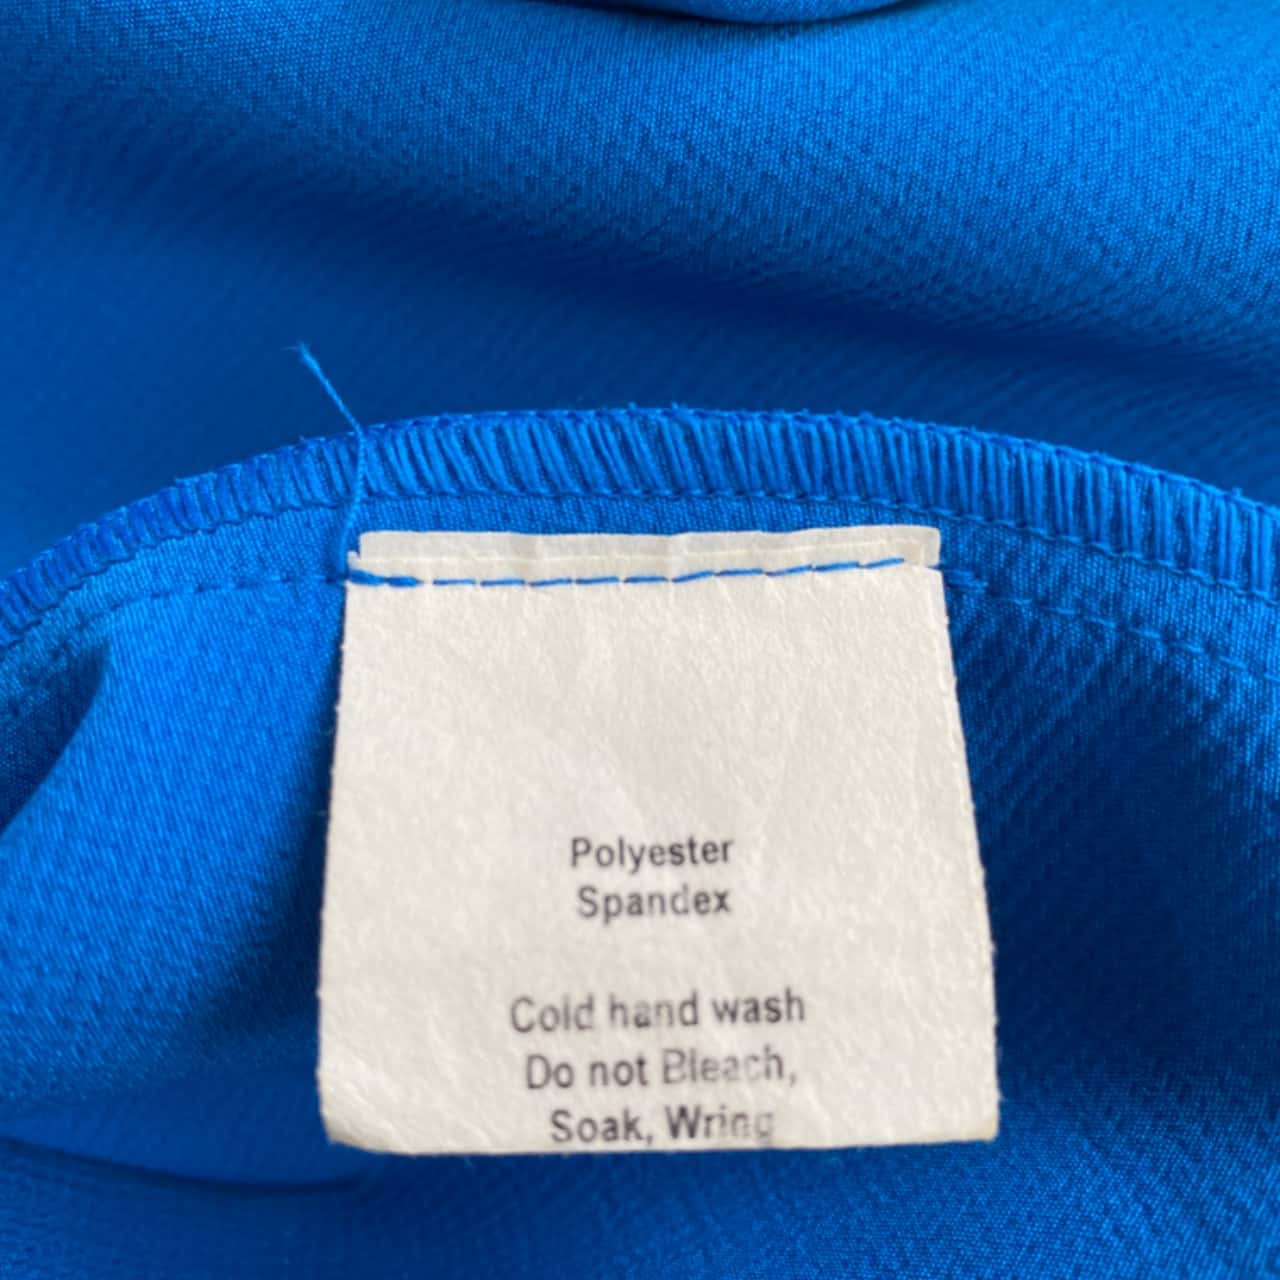 Polyester
Spandex
Cold hand wash
Do not Bleach,
Soak, Wring